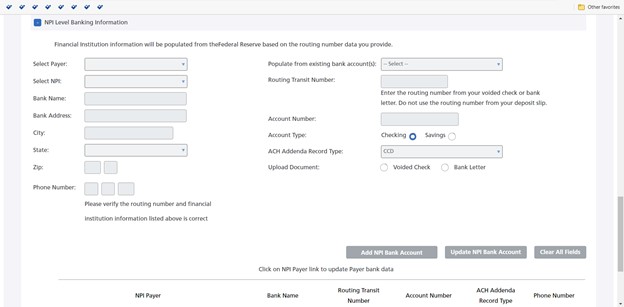 Other favorites
NPI Level Banking Information
Financial Institution information will be populated from theFederal Reserve based on the routing number data you provide.
Select Payer:
Populate from existing bank account(s): -- Select --
Select NPI:
Routing Transit Number:
Enter the routing number from your voided check or bank
letter. Do not use the routing number from your deposit slip.
Bank Name:
Bank Address:
Account Number:
City:
Account Type: Checking Savings
State:
ACH Addenda Record Type: CCD
Zip:
Upload Document: Voided Check Bank Letter
Phone Number:
Please verify the routing number and financial
institution information listed above is correct
Add NPI Bank Account Update NPI Bank Account Clear All Fields
Click on NPI Payer link to update Payer bank data
NPI Payer Bank Name Routing Transit Number Account Number ACH Addenda Record Type Phone Number